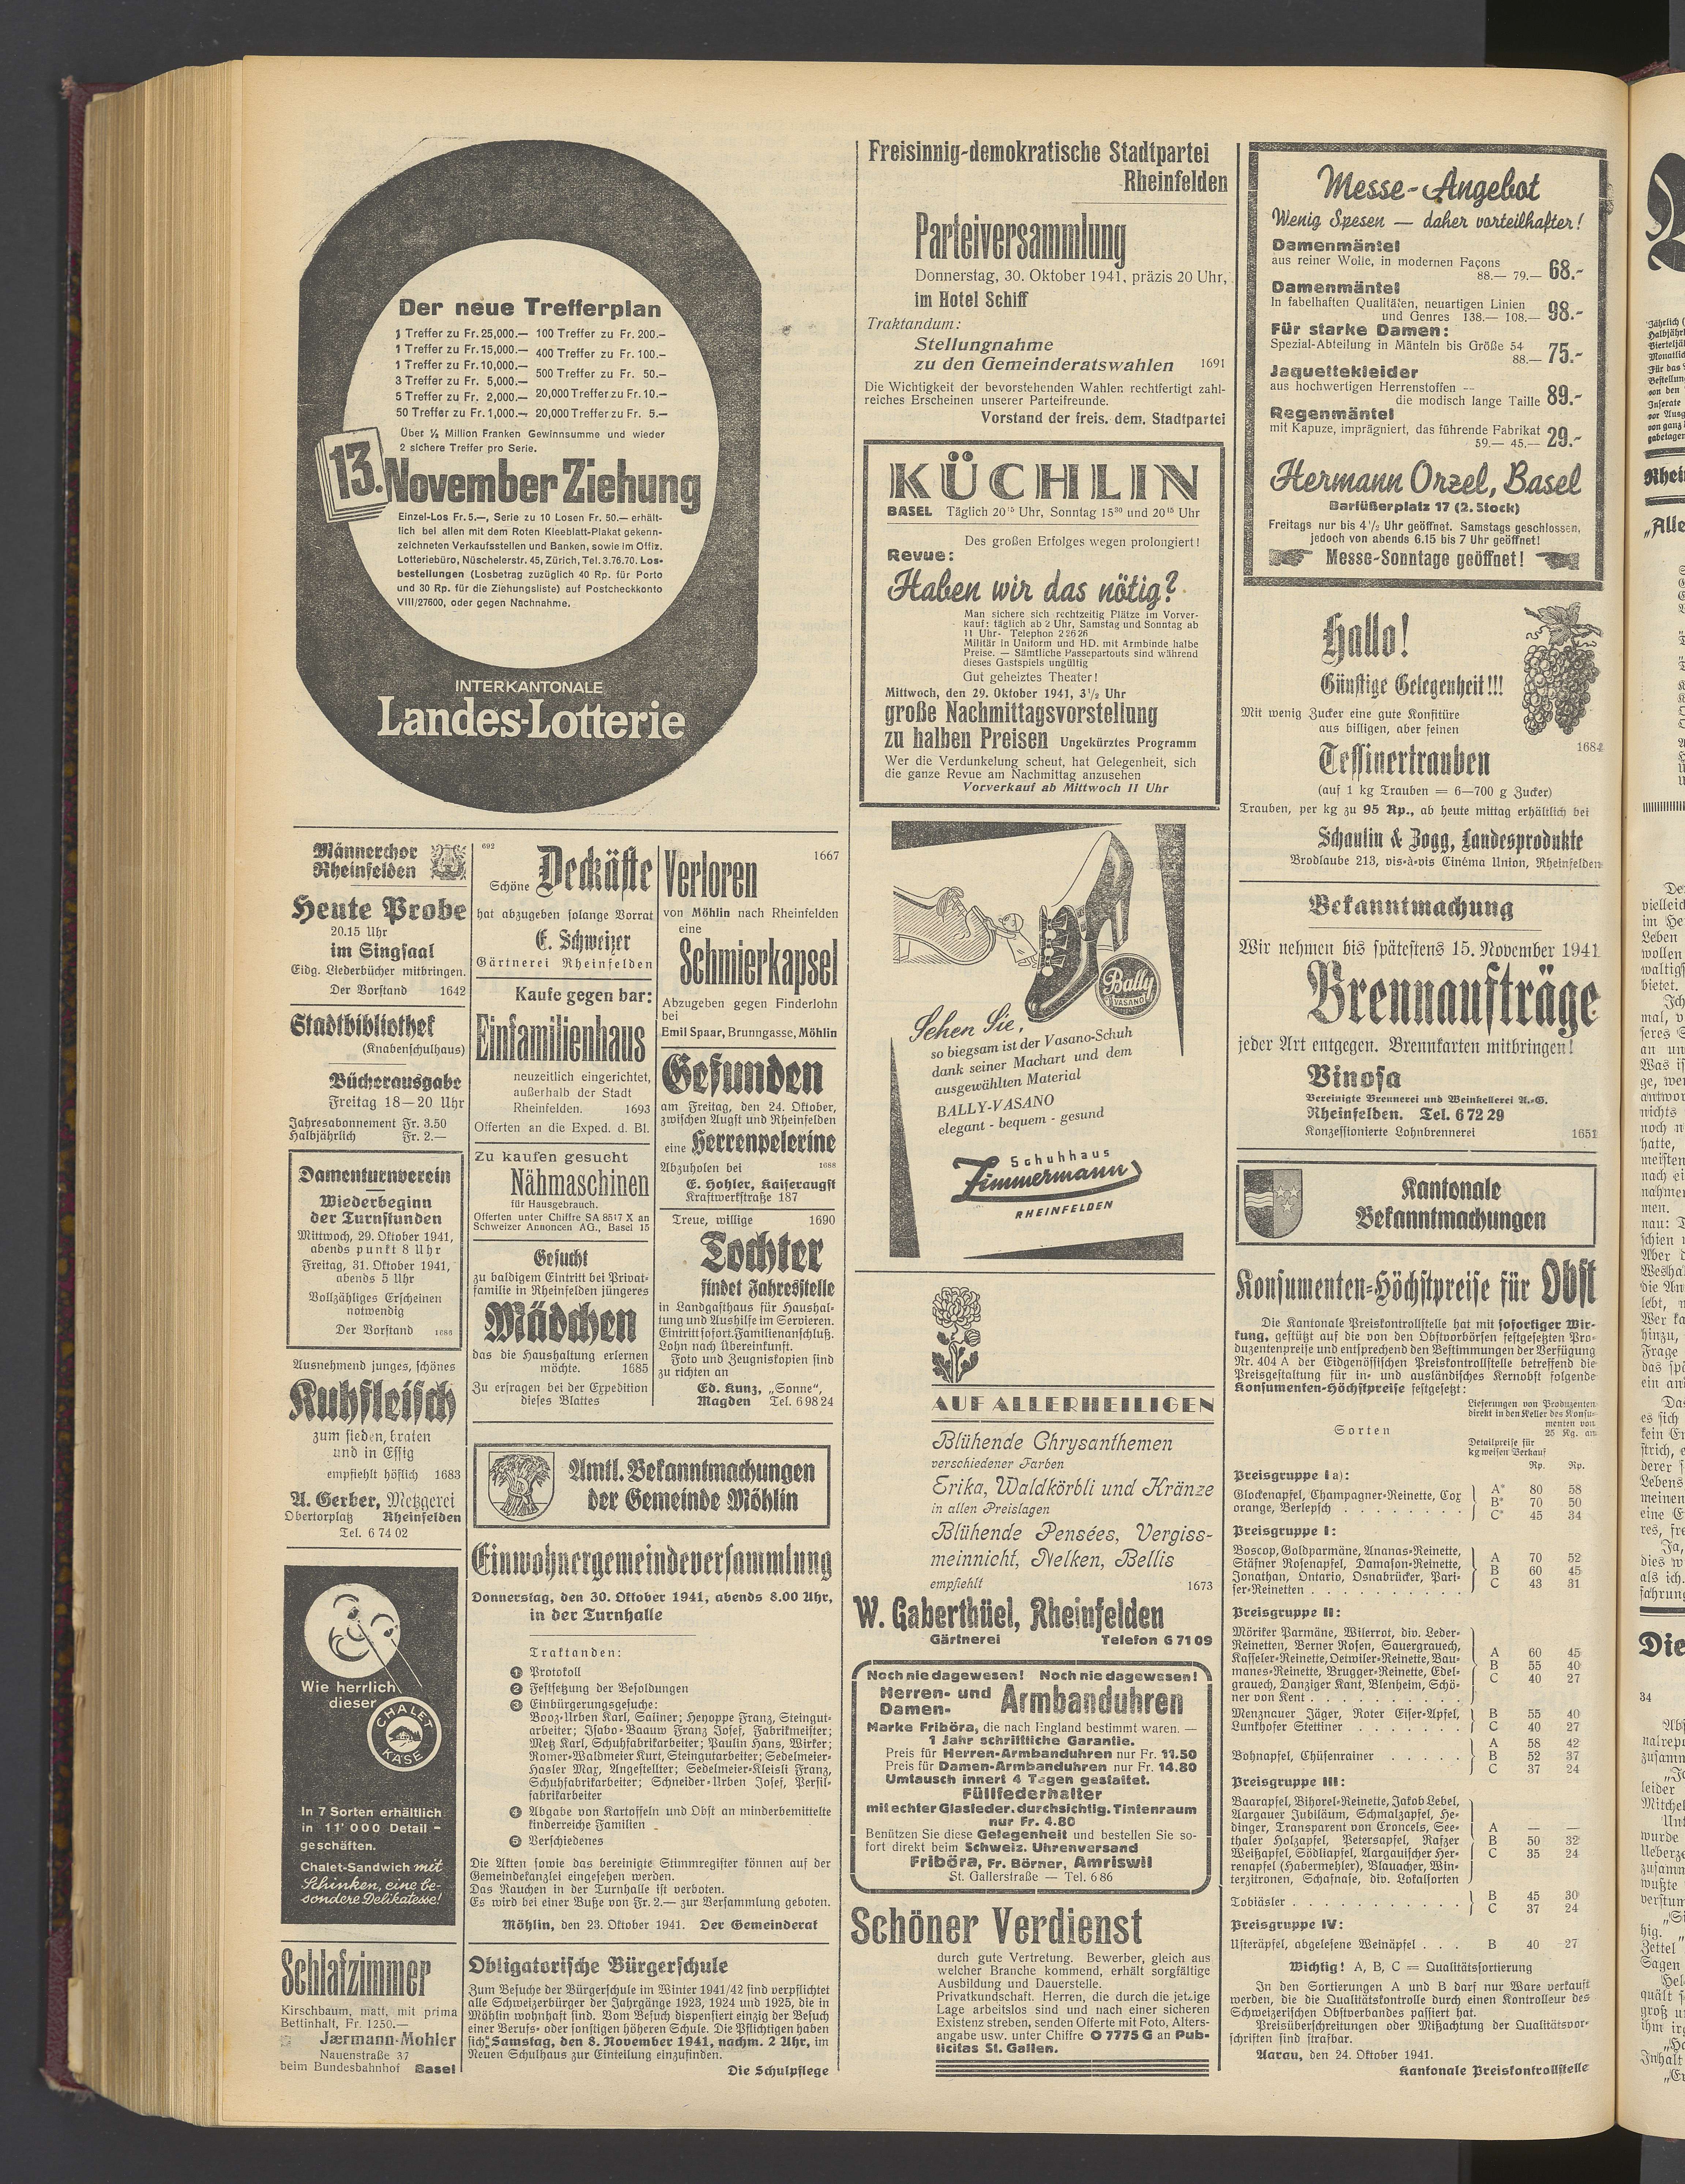 Der neue Trefferplan
1 Treffer zu Fr. 25,000.— 100 Treffer zu Fr. 200.—
1 Treffer zu Fr. 15,000.— 400 Treffer zu Fr. 100.—
1 Treffer zu Fr. 10,000.— 500 Treffer zu Fr. 50.—
3 Treffer zu Fr. 5,000.—
5 Treffer zu Fr. 2,000.— 20,000 Treffer zu Fr. 10.—
50 Treffer zu Fr. 1,000.— 20,000 Treffer zu Fr. 5.—
Über ½ Million Franken Gewinnsumme und wieder
2 sichere Treffer pro Serie.
13. November Ziehung
Einzel-Los Fr. 5.—, Serie zu 10 Losen Fr. 50.— erhält-
lich bei allen mit dem Roten Kleeblatt-Plakat gekenn-
zeichneten Verkaufsstellen und Banken, sowie im Offiz.
Lotteriebüro, Nüschelerstr. 45, Zürich, Tel. 3.76.70. Los-
bestellungen (Losbetrag zuzüglich 40 Rp. für Porto
und 30 Rp. für die Ziehungsliste) auf Postcheckkonto
VIII/27600, oder gegen Nachnahme.
INTERKANTONALE
Landes-Lotterie
Männerchor
Rheinfelden
Heute Probe
20.15 Uhr
im Singsaal
Eidg. Liederbücher mitbringen.
Der Vorstand 1642
Stadtbibliothek
(Knabenschulhaus)
Bücherausgabe
Freitag 18—20 Uhr
Jahresabonnement Fr. 3.50
Halbjährlich Fr. 2.—
Damenturnverein
Wiederbeginn
der Turnstunden
Mittwoch, 29. Oktober 1941,
abends punkt 8 Uhr
Freitag, 31. Oktober 1941,
abends 5 Uhr
Vollzähliges Erscheinen
notwendig
Der Vorstand 1686
Ausnehmend junges, schönes
Kuhfleisch
zum sieden, braten
und in Essig
empfiehlt höflich 1683
A. Gerber, Metzgerei
Obertorplatz Rheinfelden
Tel. 6 74 02
Wie herrlich
dieser
CHALET
KÄSE
In 7 Sorten erhältlich
in 11'000 Detail-
geschäften.
Chalet-Sandwich mit
Schinken, eine be-
sondere Delikatesse!
Schlafzimmer
Kirschbaum, matt, mit prima
Bettinhalt, Fr. 1250.—
Jærmann-Mohler
Nauenstraße 37
beim Bundesbahnhof Basel
692
Schöne Deckäste
hat abzugeben solange Vorrat
E. Schweizer
Gärtnerei Rheinfelden
Kaufe gegen bar:
Einfamilienhaus
neuzeitlich eingerichtet,
außerhalb der Stadt
Rheinfelden. 1693
Offerten an die Exped. d. Bl.
Zu kaufen gesucht
Nähmaschinen
für Hausgebrauch.
Offerten unter Chiffre SA 8517 X an
Schweizer Annoncen AG., Basel 15
Gesucht
zu baldigem Eintritt bei Privat-
familie in Rheinfelden jüngeres
Mädchen
das die Haushaltung erlernen
möchte. 1685
Zu erfragen bei der Expedition
dieses Blattes
Verloren 1667
von Möhlin nach Rheinfelden
eine
Schmierkapsel
Abzugeben gegen Finderlohn
bei
Emil Spaar, Brunngasse, Möhlin
Gefunden
am Freitag, den 24. Oktober,
zwischen Augst und Rheinfelden
eine Herrenpelerine
Abzuholen bei 1688
E. Hohler, Kaiseraugst
Kraftwerkstraße 187
Treue, willige 1690
Tochter
findet Jahresstelle
in Landgasthaus für Haushal-
tung und Aushilfe im Servieren.
Eintritt sofort. Familienanschluß.
Lohn nach Übereinkunft.
Foto und Zeugniskopien sind
zu richten an
Ed. Kunz, „Sonne“,
Magden Tel. 6 98 24
Amtl. Bekanntmachungen
der Gemeinde Möhlin
Einwohnergemeindeversammlung
Donnerstag, den 30. Oktober 1941, abends 8.00 Uhr,
in der Turnhalle
Traktanden:
1 Protokoll
2 Festsetzung der Besoldungen
3 Einbürgerungsgesuche:
Booz-Urben Karl, Saliner; Heyoppe Franz, Steingut-
arbeiter; Isabo-Baauw Franz Josef, Fabrikmeister;
Metz Karl, Schuhfabrikarbeiter; Paulin Hans, Wirker;
Romer-Waldmeier Kurt, Steingutarbeiter; Sedelmeier-
Hasler Max, Angestellter; Sedelmeier-Kleisli Franz,
Schuhfabrikarbeiter; Schneider-Urben Josef, Persil-
fabrikarbeiter
4 Abgabe von Kartoffeln und Obst an minderbemittelte
kinderreiche Familien
5 Verschiedenes
Die Akten sowie das bereinigte Stimmregister können auf der
Gemeindekanzlei eingesehen werden.
Das Rauchen in der Turnhalle ist verboten.
Es wird bei einer Buße von Fr. 2.— zur Versammlung geboten.
Möhlin, den 23. Oktober 1941. Der Gemeinderat
Obligatorische Bürgerschule
Zum Besuche der Bürgerschule im Winter 1941/42 sind verpflichtet
alle Schweizerbürger der Jahrgänge 1923, 1924 und 1925, die in
Möhlin wohnhaft sind. Vom Besuch dispensiert einzig der Besuch
einer Berufs- oder sonstigen höheren Schule. Die Pflichtigen haben
sich Samstag, den 8. November 1941, nachm. 2 Uhr, im
Neuen Schulhaus zur Einteilung einzufinden.
Die Schulpflege
Freisinnig-demokratische Stadtpartei
Rheinfelden
Parteiversammlung
Donnerstag, 30. Oktober 1941, präzis 20 Uhr,
im Hotel Schiff
Traktandum:
Stellungnahme
zu den Gemeinderatswahlen 1691
Die Wichtigkeit der bevorstehenden Wahlen rechtfertigt zahl-
reiches Erscheinen unserer Parteifreunde.
Vorstand der freis. dem. Stadtpartei
KÜCHLIN
BASEL Täglich 20¹⁵ Uhr, Sonntag 15³⁰ und 20¹⁵ Uhr
Des großen Erfolges wegen prolongiert!
Revue:
Haben wir das nötig?
Man sichere sich rechtzeitig Plätze im Vorver-
kauf: täglich ab 2 Uhr, Samstag und Sonntag ab
11 Uhr- Telephon 2 26 26
Militär in Uniform und HD. mit Armbinde halbe
Preise. — Sämtliche Passepartouts sind während
dieses Gastspiels ungültig
Gut geheiztes Theater!
Mittwoch, den 29. Oktober 1941, 3½ Uhr
große Nachmittagsvorstellung
zu halben Preisen Ungekürztes Programm
Wer die Verdunkelung scheut, hat Gelegenheit, sich
die ganze Revue am Nachmittag anzusehen
Vorverkauf ab Mittwoch 11 Uhr
Bally
VASANO
Sehen Sie,
so biegsam ist der Vasano-Schuh
dank seiner Machart und dem
ausgewählten Material
BALLY-VASANO
elegant - bequem - gesund
Schuhhaus
Zimmermann
RHEINFELDEN
AUF ALLERHEILIGEN
Blühende Chrysanthemen
verschiedener Farben
Erika, Waldkörbli und Kränze
in allen Preislagen
Blühende Pensées, Vergiss-
meinnicht, Nelken, Bellis
empfiehlt 1673
W. Gaberthüel, Rheinfelden
Gärtnerei Telefon 6 71 09
Noch nie dagewesen! Noch nie dagewesen!
Herren- und
Damen- Armbanduhren
Marke Friböra, die nach England bestimmt waren. —
1 Jahr schriftliche Garantie.
Preis für Herren-Armbanduhren nur Fr. 11.50
Preis für Damen-Armbanduhren nur Fr. 14.80
Umtausch innert 4 Tagen gestattet.
Füllfederhalter
mit echter Glasfeder, durchsichtig. Tintenraum
nur Fr. 4.80
Benützen Sie diese Gelegenheit und bestellen Sie so-
fort direkt beim Schweiz. Uhrenversand
Friböra, Fr. Börner, Amriswil
St. Gallerstraße — Tel. 6 86
Schöner Verdienst
durch gute Vertretung. Bewerber, gleich aus
welcher Branche kommend, erhält sorgfältige
Ausbildung und Dauerstelle.
Privatkundschaft. Herren, die durch die jetzige
Lage arbeitslos sind und nach einer sicheren
Existenz streben, senden Offerte mit Foto, Alters-
angabe usw. unter Chiffre O 7775 G an Pub-
licitas St. Gallen.
Messe-Angebot
Wenig Spesen — daher vorteilhafter!
Damenmäntel
aus reiner Wolle, in modernen Façons
88.— 79.— 68.-
Damenmäntel
In fabelhaften Qualitäten, neuartigen Linien
und Genres 138.— 108.— 98.-
Für starke Damen:
Spezial-Abteilung in Mänteln bis Größe 54
88.— 75.-
Jaquettekleider
aus hochwertigen Herrenstoffen --
die modisch lange Taille 89.-
Regenmäntel
mit Kapuze, imprägniert, das führende Fabrikat
59.— 45.— 29.-
Hermann Orzel, Basel
Barfüßerplatz 17 (2. Stock)
Freitags nur bis 4½ Uhr geöffnet. Samstags geschlossen,
jedoch von abends 6.15 bis 7 Uhr geöffnet!
Messe-Sonntage geöffnet!
Hallo!
Günstige Gelegenheit!!!
Mit wenig Zucker eine gute Konfitüre
aus billigen, aber feinen
1684
Tessinertrauben
(auf 1 kg Trauben = 6—700 g Zucker)
Trauben, per kg zu 95 Rp., ab heute mittag erhältlich bei
Schaulin & Zogg, Landesprodukte
Brodlaube 213, vis-à-vis Cinéma Union, Rheinfelden
Bekanntmachung
Wir nehmen bis spätestens 15. November 1941
Brennaufträge
jeder Art entgegen. Brennkarten mitbringen!
Vinosa
Vereinigte Brennerei und Weinkellerei A.-G.
Rheinfelden. Tel. 6 72 29
Konzessionierte Lohnbrennerei 1651
Kantonale
Bekanntmachungen
Konsumenten-Höchstpreise für Obst
Die Kantonale Preiskontrollstelle hat mit sofortiger Wir-
kung, gestützt auf die von den Obstvorbörsen festgesetzten Pro-
duzentenpreise und entsprechend den Bestimmungen der Verfügung
Nr. 404 A der Eidgenössischen Preiskontrollstelle betreffend die
Preisgestaltung für in- und ausländisches Kernobst folgende
Konsumenten-Höchstpreise festgesetzt:
Lieferungen von Produzenten
direkt in den Keller des Konsu-
menten von
Sorten 25 Kg. an
Detailpreise für
kg weisen Verkauf
Rp. Rp.
Preisgruppe I a):
Glockenapfel, Champagner-Reinette, Cox A* 80 58
orange, Berlepsch B* 70 50
C* 45 34
Preisgruppe I:
Boscop, Goldparmäne, Ananas-Reinette,
Stäfner Rosenapfel, Damason-Reinette, A 70 52
Jonathan, Ontario, Osnabrücker, Pari- B 60 45
ser-Reinetten C 43 31
Preisgruppe II:
Möriker Parmäne, Wilerrot, div. Leder-
Reinetten, Berner Rosen, Sauergrauech,
Kasseler-Reinette, Oetwiler-Reinette, Bau- A 60 45
manes-Reinette, Brugger-Reinette, Edel- B 55 40
grauech, Danziger Kant, Blenheim, Schö- C 40 27
ner von Kent
Menznauer Jäger, Roter Eiser-Apfel, B 55 40
Lunkhofer Stettiner C 40 27
A 58 42
Bohnapfel, Chüsenrainer B 52 37
C 37 24
Preisgruppe III:
Baarapfel, Bihorel-Reinette, Jakob Lebel,
Aargauer Jubiläum, Schmalzapfel, He-
dinger, Transparent von Croncels, See- A — —
thaler Holzapfel, Petersapfel, Rafzer B 50 32
Weißapfel, Södliapfel, Aargauischer Her- C 35 24
renapfel (Habermehler), Blauacher, Win-
terzitronen, Schafnase, div. Lokalsorten
Tobiäsler B 45 30
C 37 24
Preisgruppe IV:
Usteräpfel, abgelesene Weinäpfel B 40 27
Wichtig! A, B, C = Qualitätsortierung
In den Sortierungen A und B darf nur Ware verkauft
werden, die die Qualitätskontrolle durch einen Kontrolleur des
Schweizerischen Obstverbandes passiert hat.
Preisüberschreitungen oder Mißachtung der Qualitätsvor-
schriften sind strafbar.
Aarau, den 24. Oktober 1941.
Kantonale Preiskontrollstelle